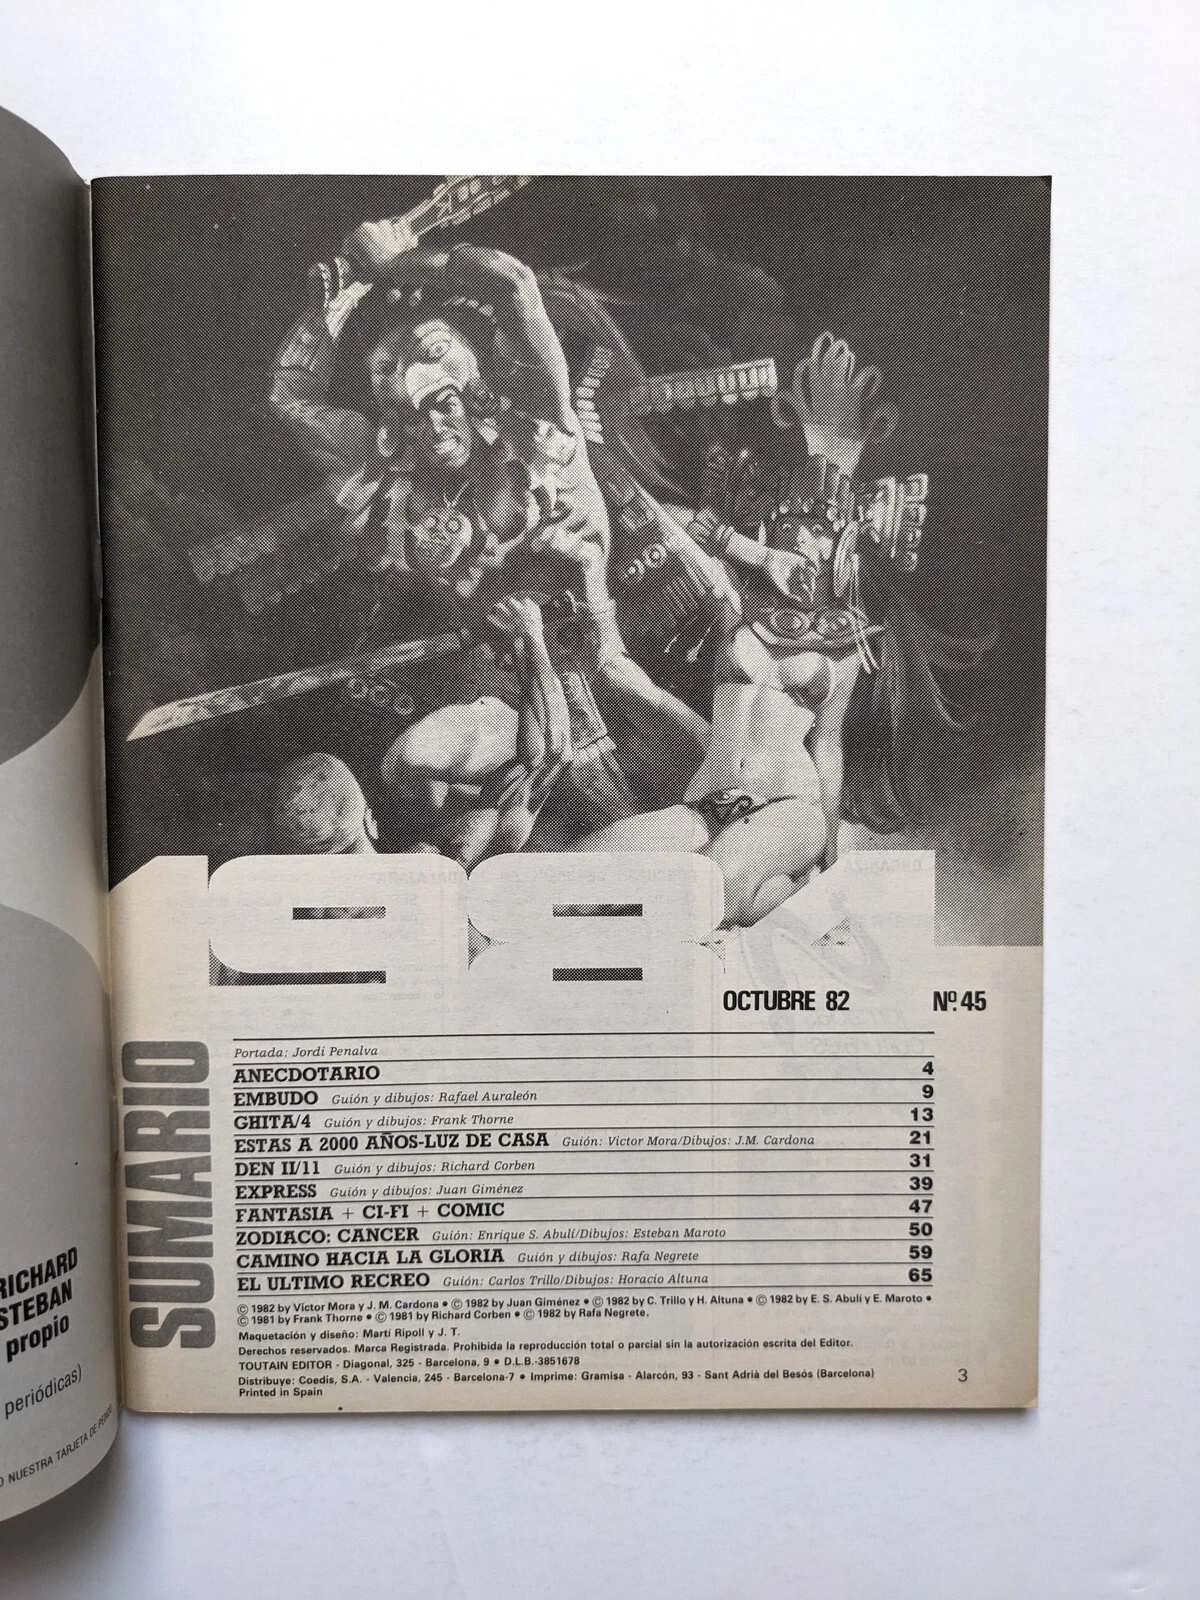 1984
OCTUBRE 82 Nº.45
SUMARIO
Portada: Jordi Penalva
ANECDOTARIO 4
EMBUDO Guión y dibujos: Rafael Auraleón 9
GHITA/4 Guión y dibujos: Frank Thorne 13
ESTAS A 2000 AÑOS-LUZ DE CASA Guión: Victor Mora/Dibujos: J.M. Cardona 21
DEN II/11 Guión y dibujos: Richard Corben 31
EXPRESS Guión y dibujos: Juan Giménez 39
FANTASIA + CI-FI + COMIC 47
ZODIACO: CANCER Guión: Enrique S. Abulí/Dibujos: Esteban Maroto 50
CAMINO HACIA LA GLORIA Guión y dibujos: Rafa Negrete 59
EL ULTIMO RECREO Guión: Carlos Trillo/Dibujos: Horacio Altuna 65
© 1982 by Victor Mora y J. M. Cardona • © 1982 by Juan Giménez • © 1982 by C. Trillo y H. Altuna • © 1982 by E. S. Abulí y E. Maroto •
© 1981 by Frank Thorne • © 1981 by Richard Corben • © 1982 by Rafa Negrete.
Maquetación y diseño: Martí Ripoll y J. T.
Derechos reservados. Marca Registrada. Prohibida la reproducción total o parcial sin la autorización escrita del Editor.
TOUTAIN EDITOR - Diagonal, 325 - Barcelona, 9 • D.L.B.-3851678
Distribuye: Coedis, S.A. - Valencia, 245 - Barcelona-7 • Imprime: Gramisa - Alarcón, 93 - Sant Adrià del Besós (Barcelona)
Printed in Spain
3
RICHARD
STEBAN
propio
periódicas)
O NUESTRA TARJETA DE PEDIDO